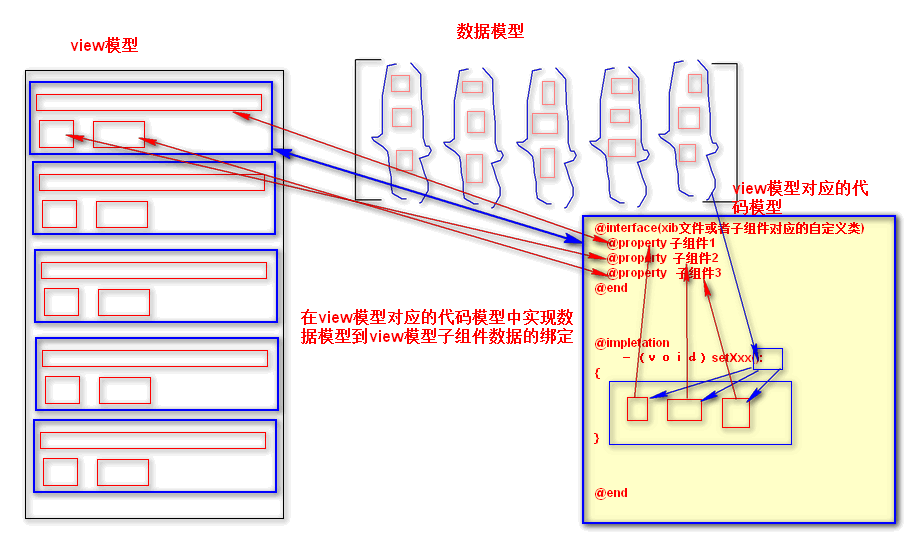 view模型
数据模型
view模型对应的代
码模型
@interface(xib文件或者子组件对应的自定义类)
@property 子组件1
@property 子组件2
@property 子组件3
@end
在view模型对应的代码模型中实现数
据模型到view模型子组件数据的绑定
@impletation
－（ｖｏｉｄ）setXxx():
{
}
@end